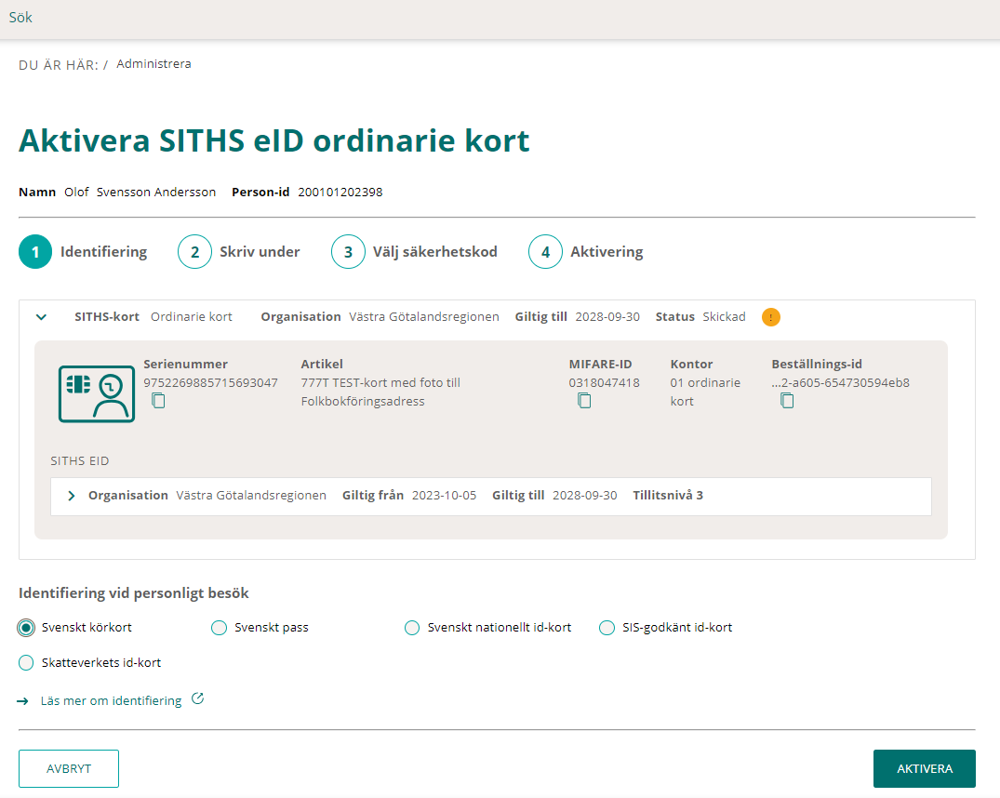 Sök
DU ÄR HÄR: / Administrera
Aktivera SITHS eID ordinarie kort
Namn Olof Svensson Andersson Person-id 200101202398
1 Identifiering 2 Skriv under 3 Välj säkerhetskod 4 Aktivering
SITHS-kort Ordinarie kort Organisation Västra Götalandsregionen Giltig till 2028-09-30 Status Skickad !
Serienummer Artikel MIFARE-ID Kontor Beställnings-id
9752269885715693047 777T TEST-kort med foto till 0318047418 01 ordinarie ...2-a605-654730594eb8
Folkbokföringsadress kort
SITHS EID
Organisation Västra Götalandsregionen Giltig från 2023-10-05 Giltig till 2028-09-30 Tillitsnivå 3
Identifiering vid personligt besök
Svenskt körkort Svenskt pass Svenskt nationellt id-kort SIS-godkänt id-kort
Skatteverkets id-kort
Läs mer om identifiering
AVBRYT AKTIVERA